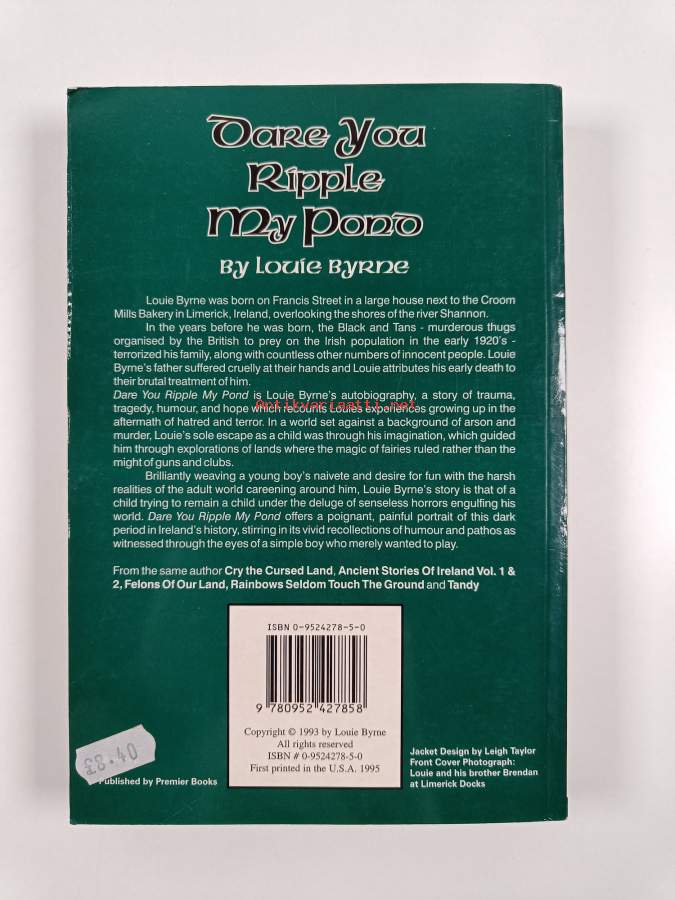 Dare You
Ripple
My Pond
By Louie Byrne
Louie Byrne was born on Francis Street in a large house next to the Croom
Mills Bakery in Limerick, Ireland, overlooking the shores of the river Shannon.
In the years before he was born, the Black and Tans - murderous thugs
organised by the British to prey on the Irish population in the early 1920's -
terrorized his family, along with countless other numbers of innocent people. Louie
Byrne's father suffered cruelty at their hands and Louie attributes his early death to
their brutal treatment of him.
Dare You Ripple My Pond is Louie Byrne's autobiography, a story of trauma,
tragedy, humour, and hope which recounts Louies experiences growing up in the
Antikvariaatti.net
aftermath of hatred and terror. In a world set against a background of arson and
murder, Louie's sole escape as a child was through his imagination, which guided
him through explorations of lands where the magic of fairies ruled rather than the
might of guns and clubs.
Brilliantly weaving a young boy's naivete and desire for fun with the harsh
realities of the adult world careening around him, Louie Byrne's story is that of a
child trying to remain a child under the deluge of senseless horrors engulfing his
world. Dare You Ripple My Pond offers a poignant, painful portrait of this dark
period in Ireland's history, stirring in its vivid recollections of humour and pathos as
witnessed through the eyes of a simple boy who merely wanted to play.
From the same author Cry the Cursed Land, Ancient Stories Of Ireland Vol. 1 &
2, Felons Of Our Land, Rainbows Seldom Touch The Ground and Tandy
ISBN 0-9524278-5-0
9 780952 427858
Copyright © 1993 by Louie Byrne
All rights reserved
ISBN # 0-9524278-5-0
First printed in the U.S.A. 1995
£8.40
Published by Premier Books
Jacket Design by Leigh Taylor
Front Cover Photograph:
Louie and his brother Brendan
at Limerick Docks